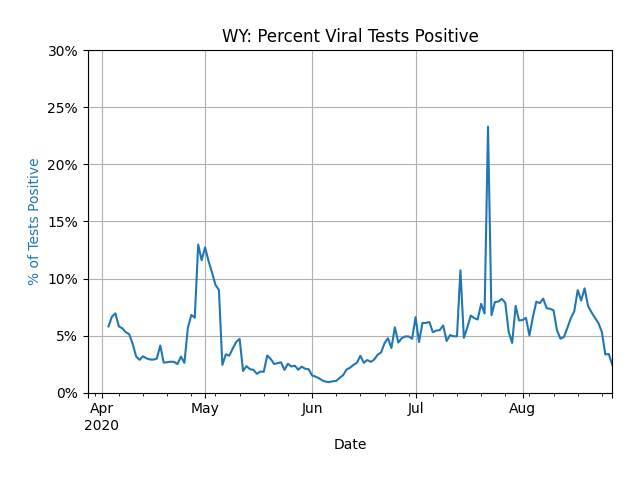 WY: Percent Viral Tests Positive
30%
25%
20%
15%
10%
5%
0%
% of Tests Positive
Apr May Jun Jul Aug
2020
Date